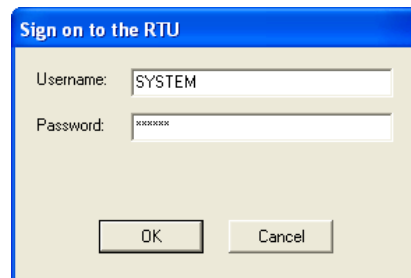 Sign on to the RTU
Username: SYSTEM
Password: ******
OK Cancel